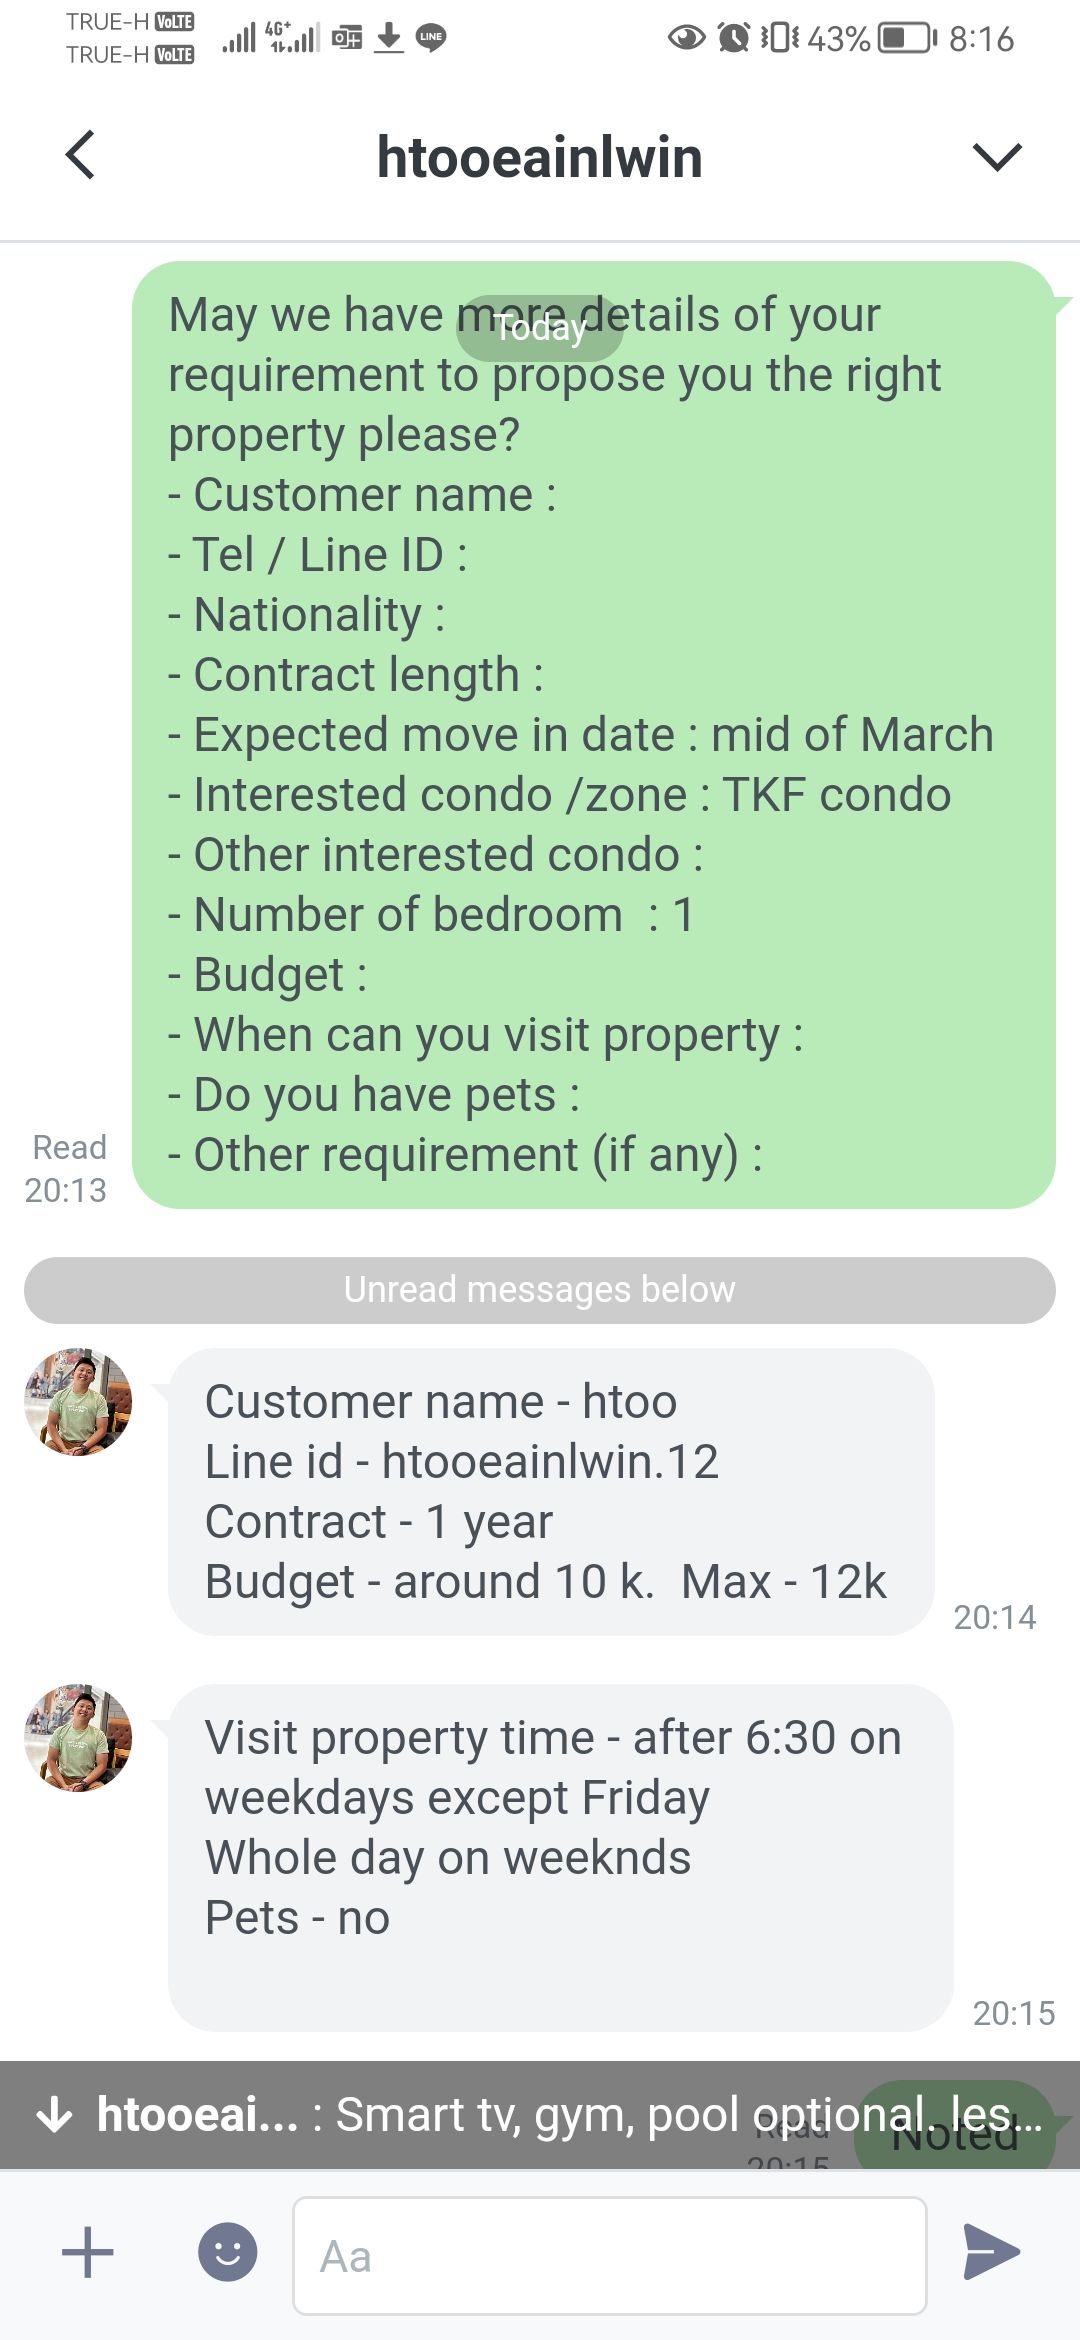 TRUE-H VoLTE
TRUE-H VoLTE
4G+
LINE
43%
8:16
htooeainlwin
Today
May we have more details of your
requirement to propose you the right
property please?
- Customer name :
- Tel / Line ID :
- Nationality :
- Contract length :
- Expected move in date : mid of March
- Interested condo /zone : TKF condo
- Other interested condo :
- Number of bedroom  : 1
- Budget :
- When can you visit property :
- Do you have pets :
- Other requirement (if any) :
Read
20:13
Unread messages below
Customer name - htoo
Line id - htooeainlwin.12
Contract - 1 year
Budget - around 10 k.  Max - 12k
20:14
Visit property time - after 6:30 on
weekdays except Friday
Whole day on weeknds
Pets - no
20:15
htooeai... : Smart tv, gym, pool optional. les...
Noted
Read
20:15
Aa